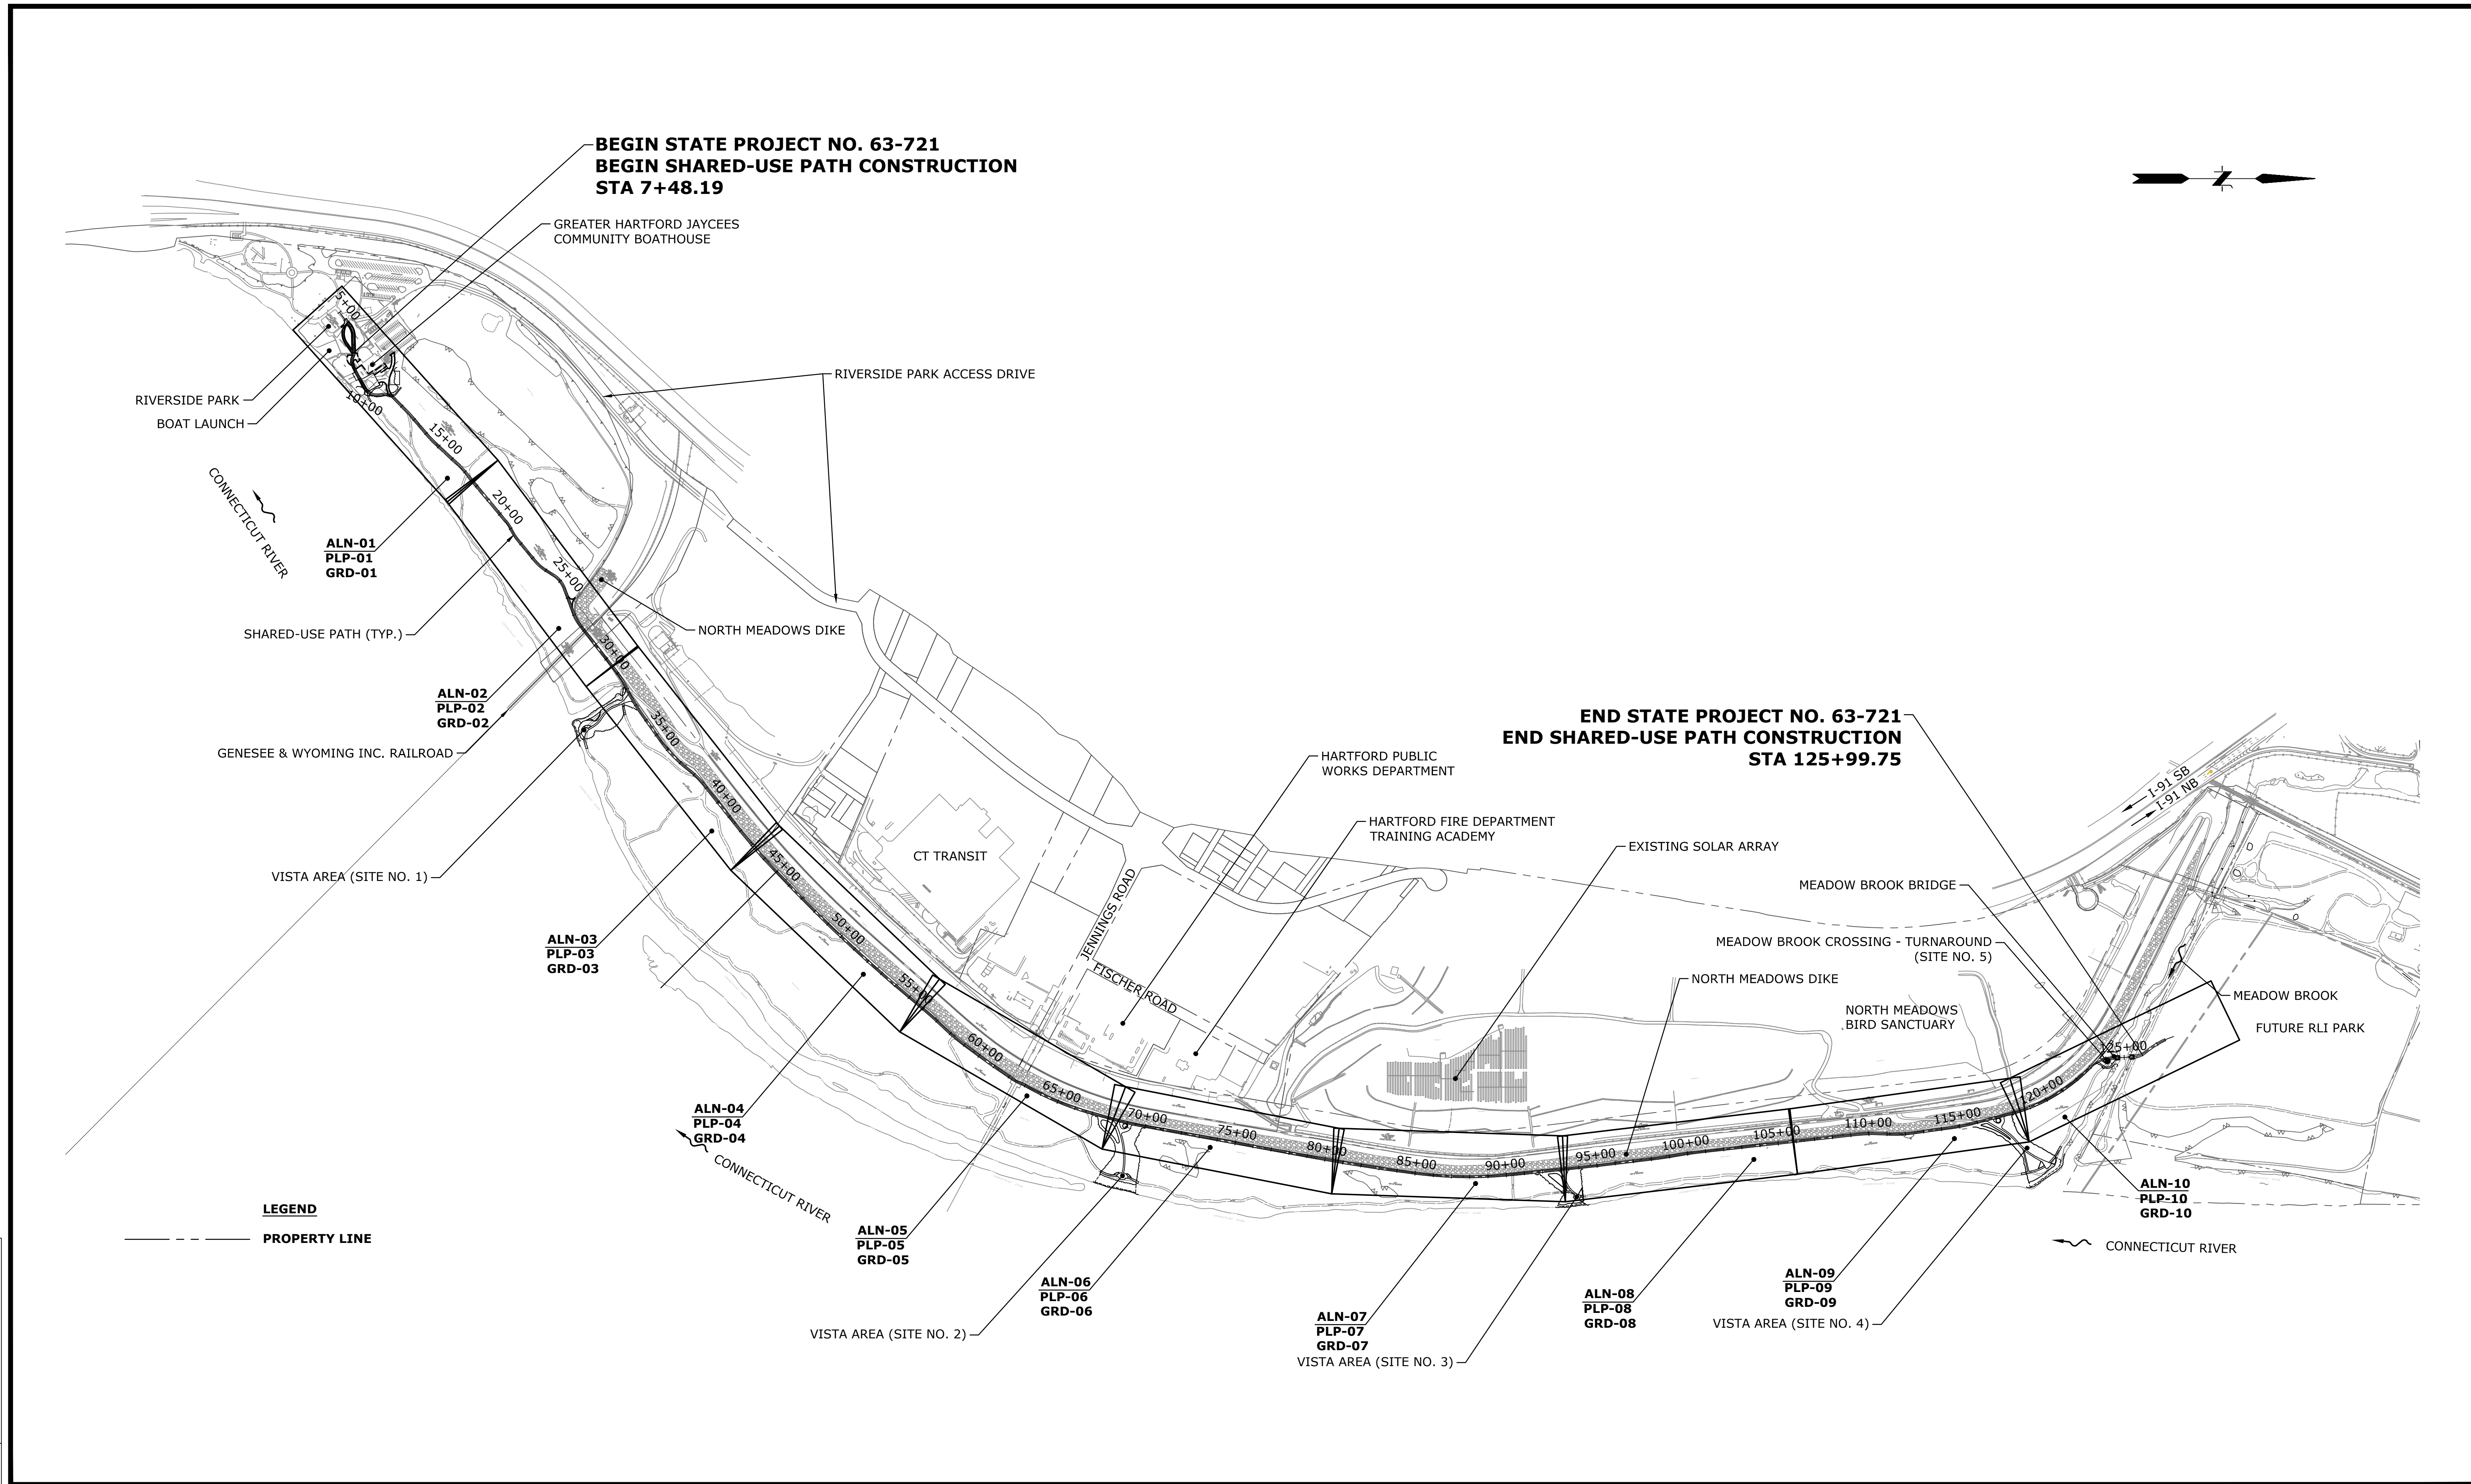 BEGIN STATE PROJECT NO. 63-721
BEGIN SHARED-USE PATH CONSTRUCTION
STA 7+48.19
GREATER HARTFORD JAYCEES
COMMUNITY BOATHOUSE
RIVERSIDE PARK ACCESS DRIVE
5+00
RIVERSIDE PARK
BOAT LAUNCH
10+00
15+00
CONNECTICUT RIVER
20+00
ALN-01
PLP-01
GRD-01
25+00
SHARED-USE PATH (TYP.)
NORTH MEADOWS DIKE
30+00
ALN-02
PLP-02
GRD-02
GENESEE & WYOMING INC. RAILROAD
35+00
40+00
VISTA AREA (SITE NO. 1)
45+00
CT TRANSIT
ALN-03
PLP-03
GRD-03
50+00
55+00
JENNINGS ROAD
FISCHER ROAD
HARTFORD PUBLIC
WORKS DEPARTMENT
HARTFORD FIRE DEPARTMENT
TRAINING ACADEMY
END STATE PROJECT NO. 63-721
END SHARED-USE PATH CONSTRUCTION
STA 125+99.75
EXISTING SOLAR ARRAY
I-91 SB
I-91 NB
MEADOW BROOK BRIDGE
MEADOW BROOK CROSSING - TURNAROUND
(SITE NO. 5)
NORTH MEADOWS DIKE
NORTH MEADOWS
BIRD SANCTUARY
MEADOW BROOK
FUTURE RLI PARK
60+00
65+00
70+00
75+00
80+00
85+00
90+00
95+00
100+00
105+00
110+00
115+00
120+00
125+00
ALN-04
PLP-04
GRD-04
CONNECTICUT RIVER
ALN-05
PLP-05
GRD-05
ALN-06
PLP-06
GRD-06
VISTA AREA (SITE NO. 2)
ALN-07
PLP-07
GRD-07
VISTA AREA (SITE NO. 3)
ALN-08
PLP-08
GRD-08
ALN-09
PLP-09
GRD-09
VISTA AREA (SITE NO. 4)
ALN-10
PLP-10
GRD-10
CONNECTICUT RIVER
LEGEND
PROPERTY LINE